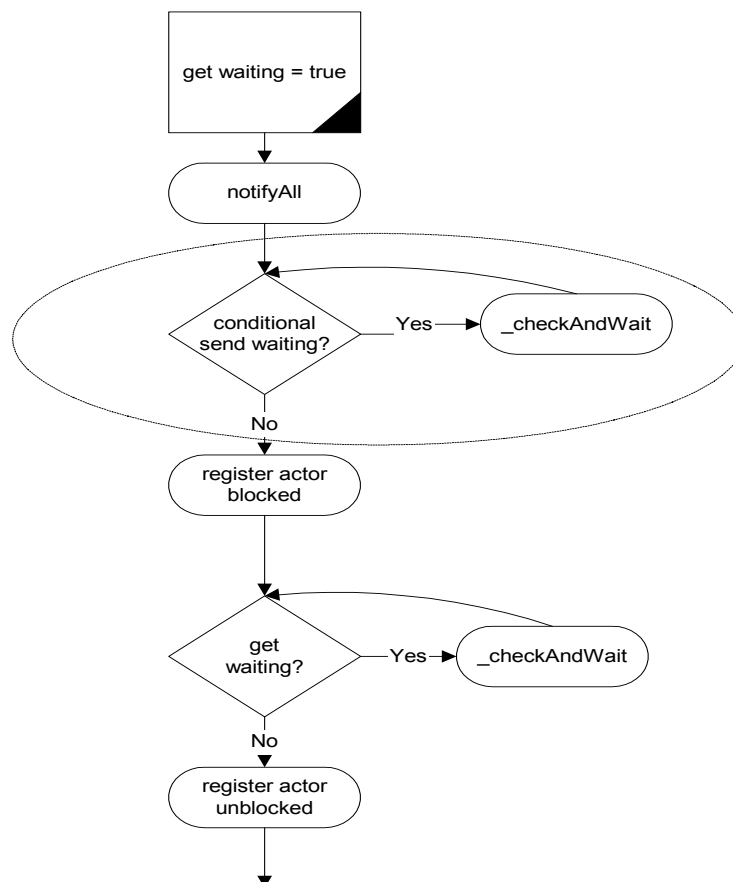 get waiting = true
notifyAll
conditional
send waiting?
Yes
_checkAndWait
No
register actor
blocked
get
waiting?
Yes
_checkAndWait
No
register actor
unblocked